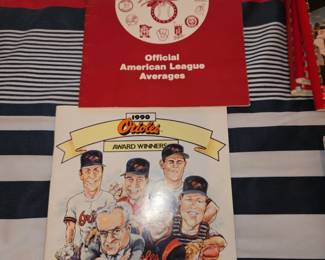 Official
American League
Averages
1990
Orioles
AWARD WINNERS